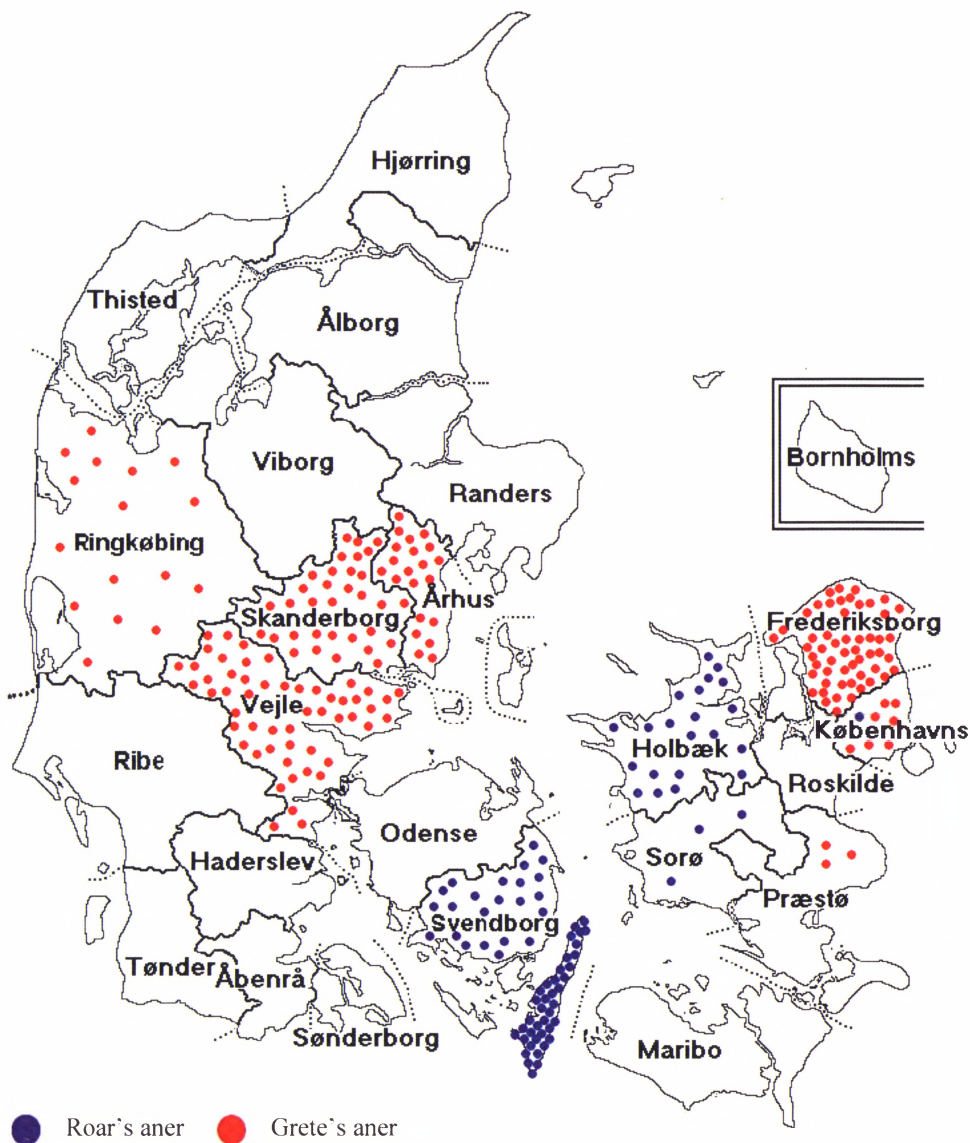 Hjørring
Thisted
Ålborg
Viborg
Randers
Bornholms
Ringkøbing
Århus
Skanderborg
Frederiksborg
Vejle
Københavns
Holbæk
Ribe
Roskilde
Odense
Haderslev
Sorø
Præstø
Svendborg
Tønder
Åbenrå
Sønderborg
Maribo
Roar's aner Grete's aner